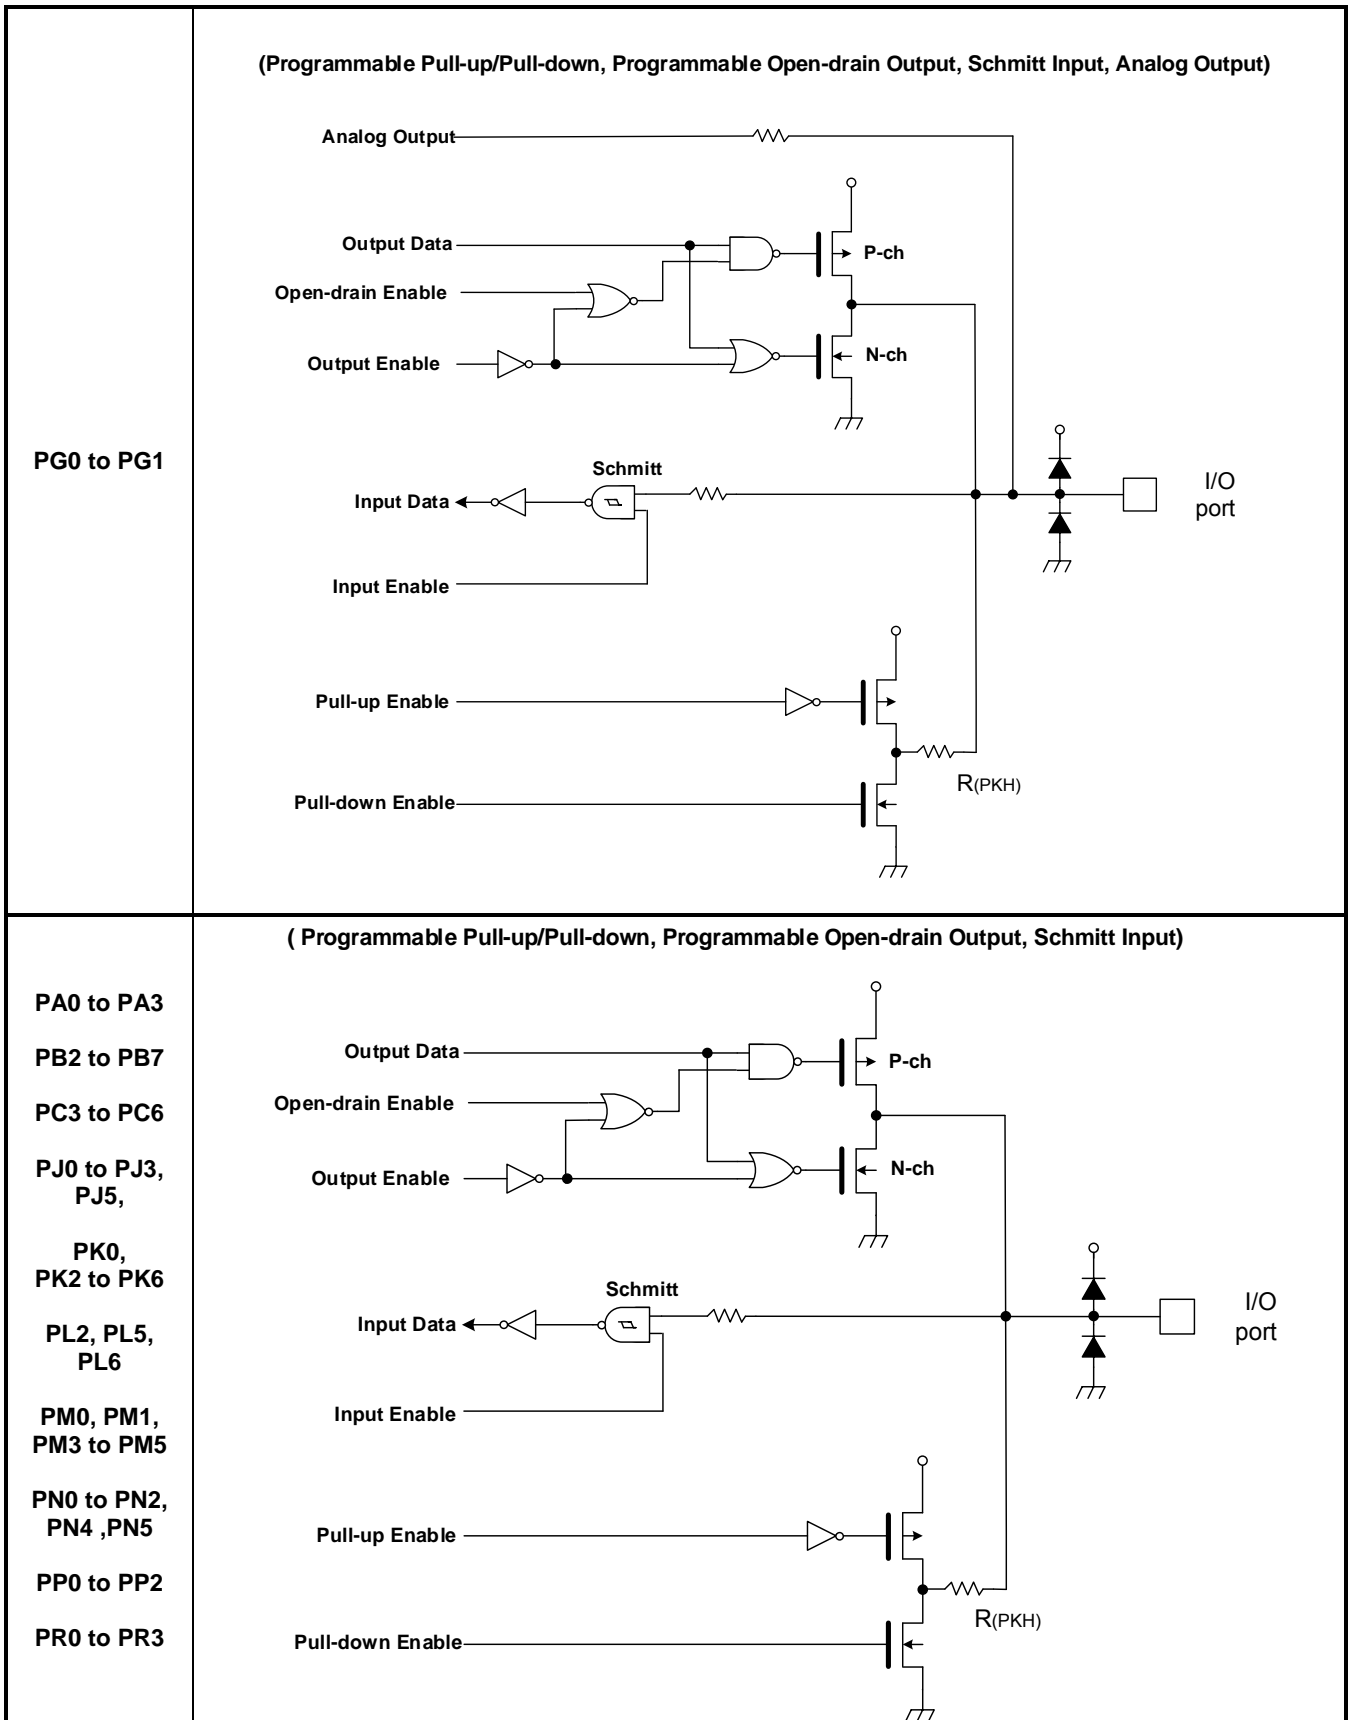 (Programmable Pull-up/Pull-down, Programmable Open-drain Output, Schmitt Input, Analog Output)
Analog Output
Output Data
P-ch
Open-drain Enable
Output Enable
N-ch
PG0 to PG1
Schmitt
Input Data
I/O
port
Input Enable
Pull-up Enable
R(PKH)
Pull-down Enable
( Programmable Pull-up/Pull-down, Programmable Open-drain Output, Schmitt Input)
PA0 to PA3
PB2 to PB7
PC3 to PC6
PJ0 to PJ3,
PJ5,
PK0,
PK2 to PK6
PL2, PL5,
PL6
PM0, PM1,
PM3 to PM5
PN0 to PN2,
PN4 ,PN5
PP0 to PP2
PR0 to PR3
Output Data
P-ch
Open-drain Enable
Output Enable
N-ch
Schmitt
Input Data
I/O
port
Input Enable
Pull-up Enable
R(PKH)
Pull-down Enable